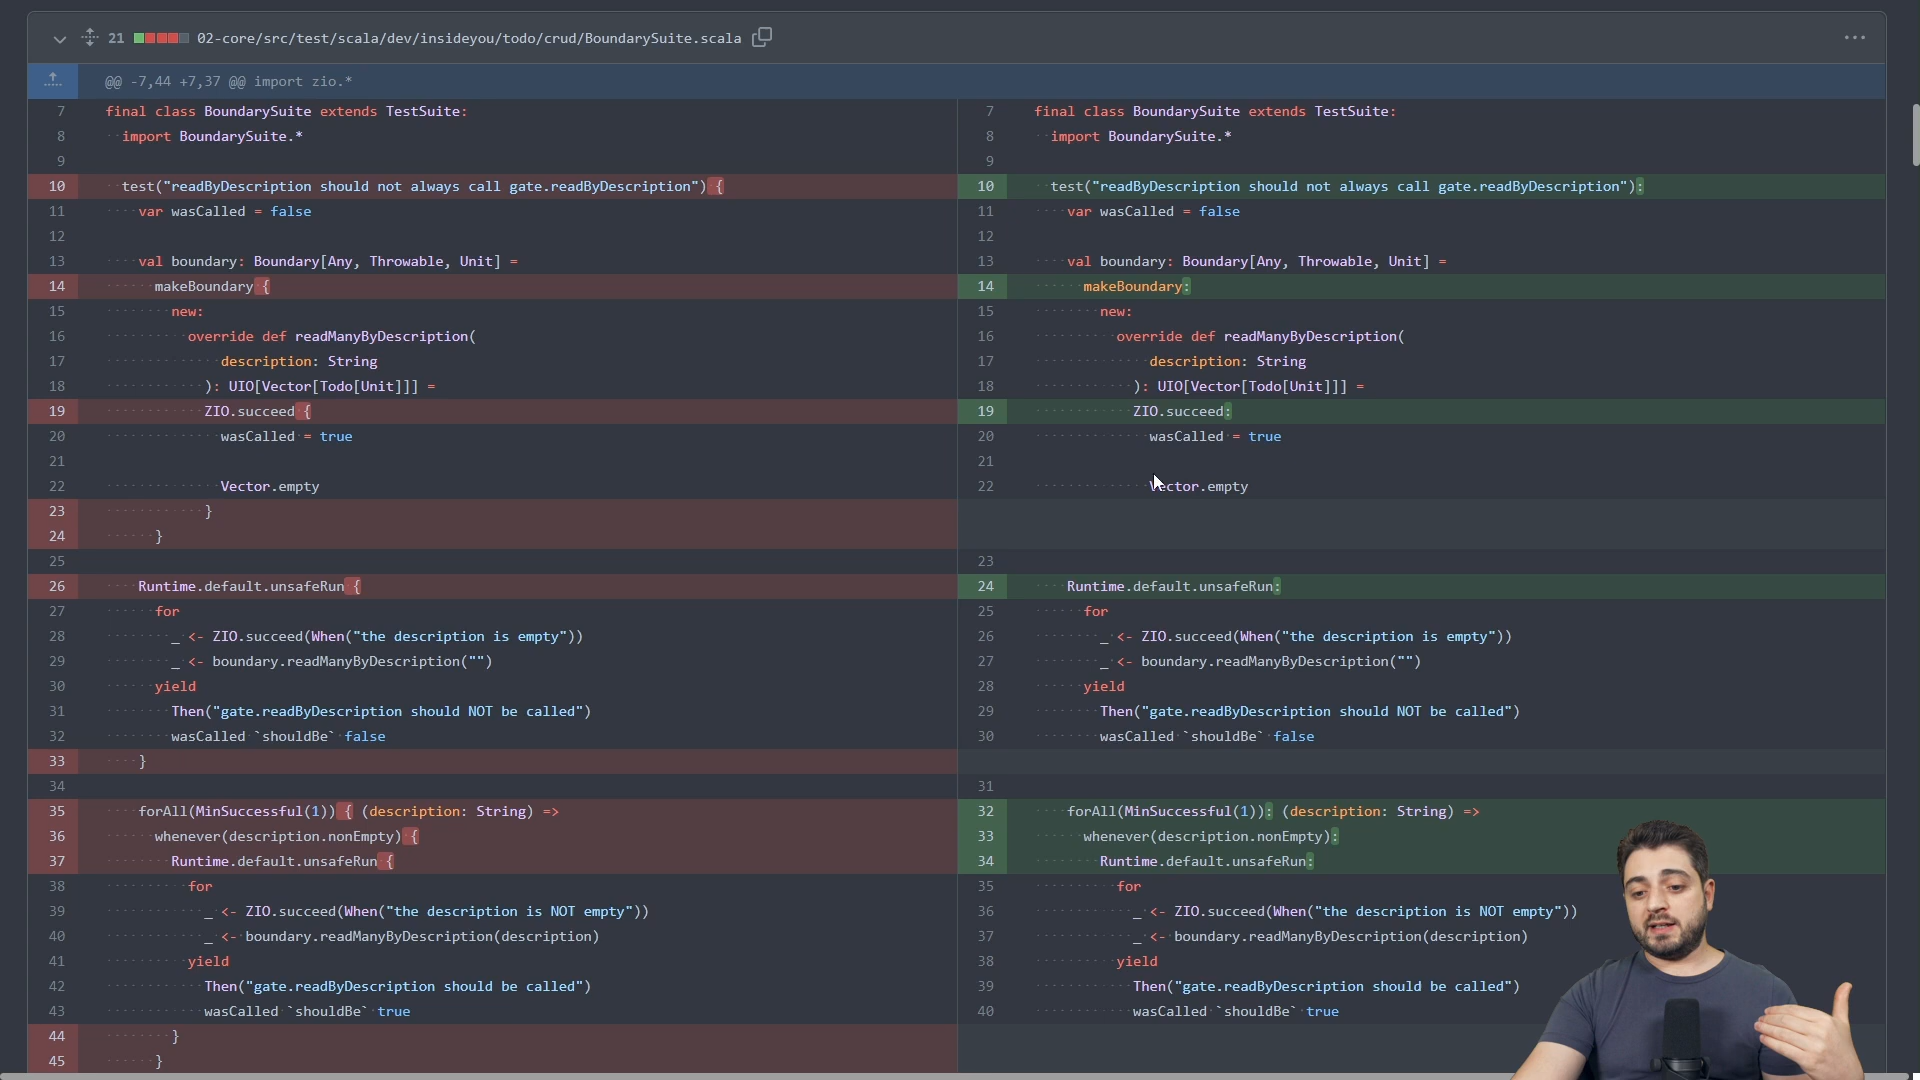 21 02-core/src/test/scala/dev/insideyou/todo/crud/BoundarySuite.scala
@@ -7,44 +7,37 @@ import zio.*
7 final class BoundarySuite extends TestSuite:
8 import BoundarySuite.*
9
10 test("readByDescription should not always call gate.readByDescription") {
11 var wasCalled = false
12
13 val boundary: Boundary[Any, Throwable, Unit] =
14 makeBoundary {
15 new:
16 override def readManyByDescription(
17 description: String
18 ): UIO[Vector[Todo[Unit]]] =
19 ZIO.succeed {
20 wasCalled = true
21
22 Vector.empty
23 }
24 }
25
26 Runtime.default.unsafeRun {
27 for
28 _ <- ZIO.succeed(When("the description is empty"))
29 _ <- boundary.readManyByDescription("")
30 yield
31 Then("gate.readByDescription should NOT be called")
32 wasCalled `shouldBe` false
33 }
34
35 forAll(MinSuccessful(1)) { (description: String) =>
36 whenever(description.nonEmpty) {
37 Runtime.default.unsafeRun {
38 for
39 _ <- ZIO.succeed(When("the description is NOT empty"))
40 _ <- boundary.readManyByDescription(description)
41 yield
42 Then("gate.readByDescription should be called")
43 wasCalled `shouldBe` true
44 }
45 }
7 final class BoundarySuite extends TestSuite:
8 import BoundarySuite.*
9
10 test("readByDescription should not always call gate.readByDescription"):
11 var wasCalled = false
12
13 val boundary: Boundary[Any, Throwable, Unit] =
14 makeBoundary:
15 new:
16 override def readManyByDescription(
17 description: String
18 ): UIO[Vector[Todo[Unit]]] =
19 ZIO.succeed:
20 wasCalled = true
21
22 Vector.empty
23
24 Runtime.default.unsafeRun:
25 for
26 _ <- ZIO.succeed(When("the description is empty"))
27 _ <- boundary.readManyByDescription("")
28 yield
29 Then("gate.readByDescription should NOT be called")
30 wasCalled `shouldBe` false
31
32 forAll(MinSuccessful(1)): (description: String) =>
33 whenever(description.nonEmpty):
34 Runtime.default.unsafeRun:
35 for
36 _ <- ZIO.succeed(When("the description is NOT empty"))
37 _ <- boundary.readManyByDescription(description)
38 yield
39 Then("gate.readByDescription should be called")
40 wasCalled `shouldBe` true